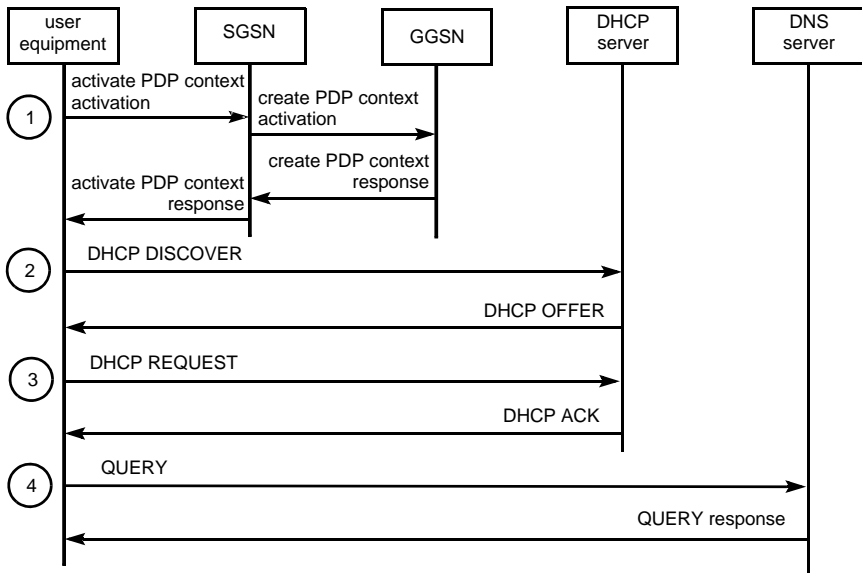 user
equipment
SGSN
GGSN
DHCP
server
DNS
server
activate PDP context
activation
1
create PDP context
activation
create PDP context
response
activate PDP context
response
DHCP DISCOVER
2
DHCP OFFER
DHCP REQUEST
3
DHCP ACK
QUERY
4
QUERY response